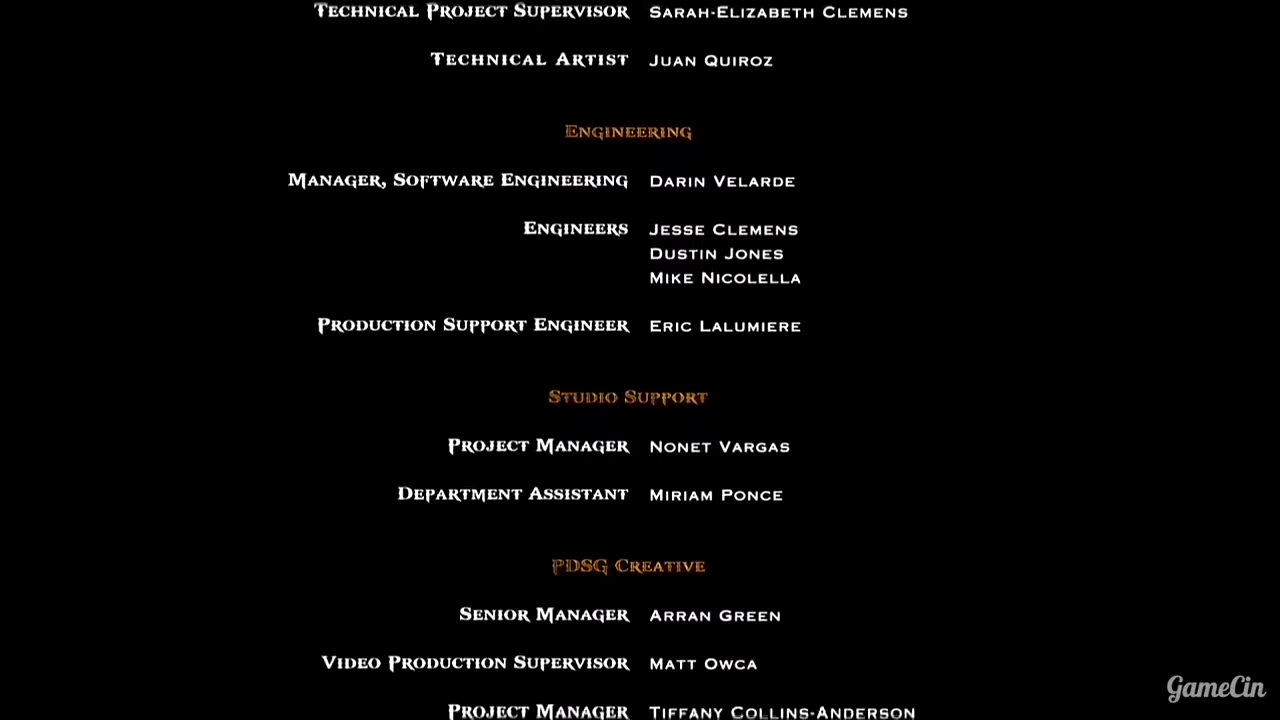 Technical Project Supervisor Sarah-Elizabeth Clemens
Technical Artist Juan Quiroz
Engineering
Manager, Software Engineering Darin Velarde
Engineers Jesse Clemens
Dustin Jones
Mike Nicolella
Production Support Engineer Eric Lalumiere
Studio Support
Project Manager Nonet Vargas
Department Assistant Miriam Ponce
PDSG Creative
Senior Manager Arran Green
Video Production Supervisor Matt Owca
Project Manager Tiffany Collins-Anderson
GameCin